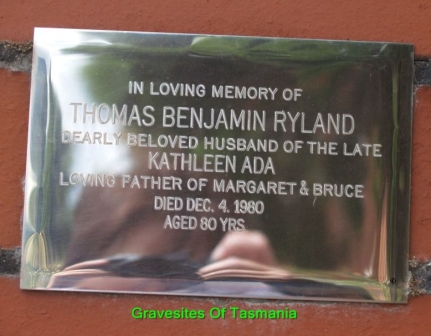 IN LOVING MEMORY OF
THOMAS BENJAMIN RYLAND
DEARLY BELOVED HUSBAND OF THE LATE
KATHLEEN ADA
LOVING FATHER OF MARGARET & BRUCE
DIED DEC. 4. 1980
AGED 80 YRS
Gravesites Of Tasmania